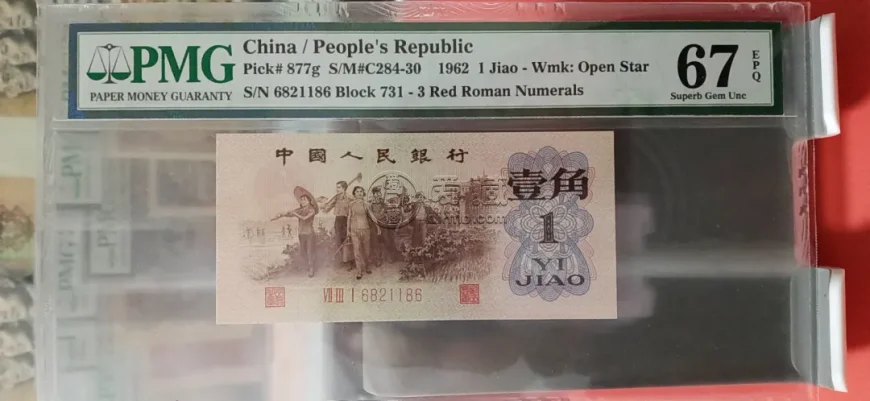 PMG
PAPER MONEY GUARANTY
China / People's Republic
Pick# 877g S/M#C284-30 1962 1 Jiao - Wmk: Open Star
S/N 6821186 Block 731 - 3 Red Roman Numerals
67
EPQ
Superb Gem Unc
中國人民銀行
壹角
1
YI
JIAO
VII III I 6821186